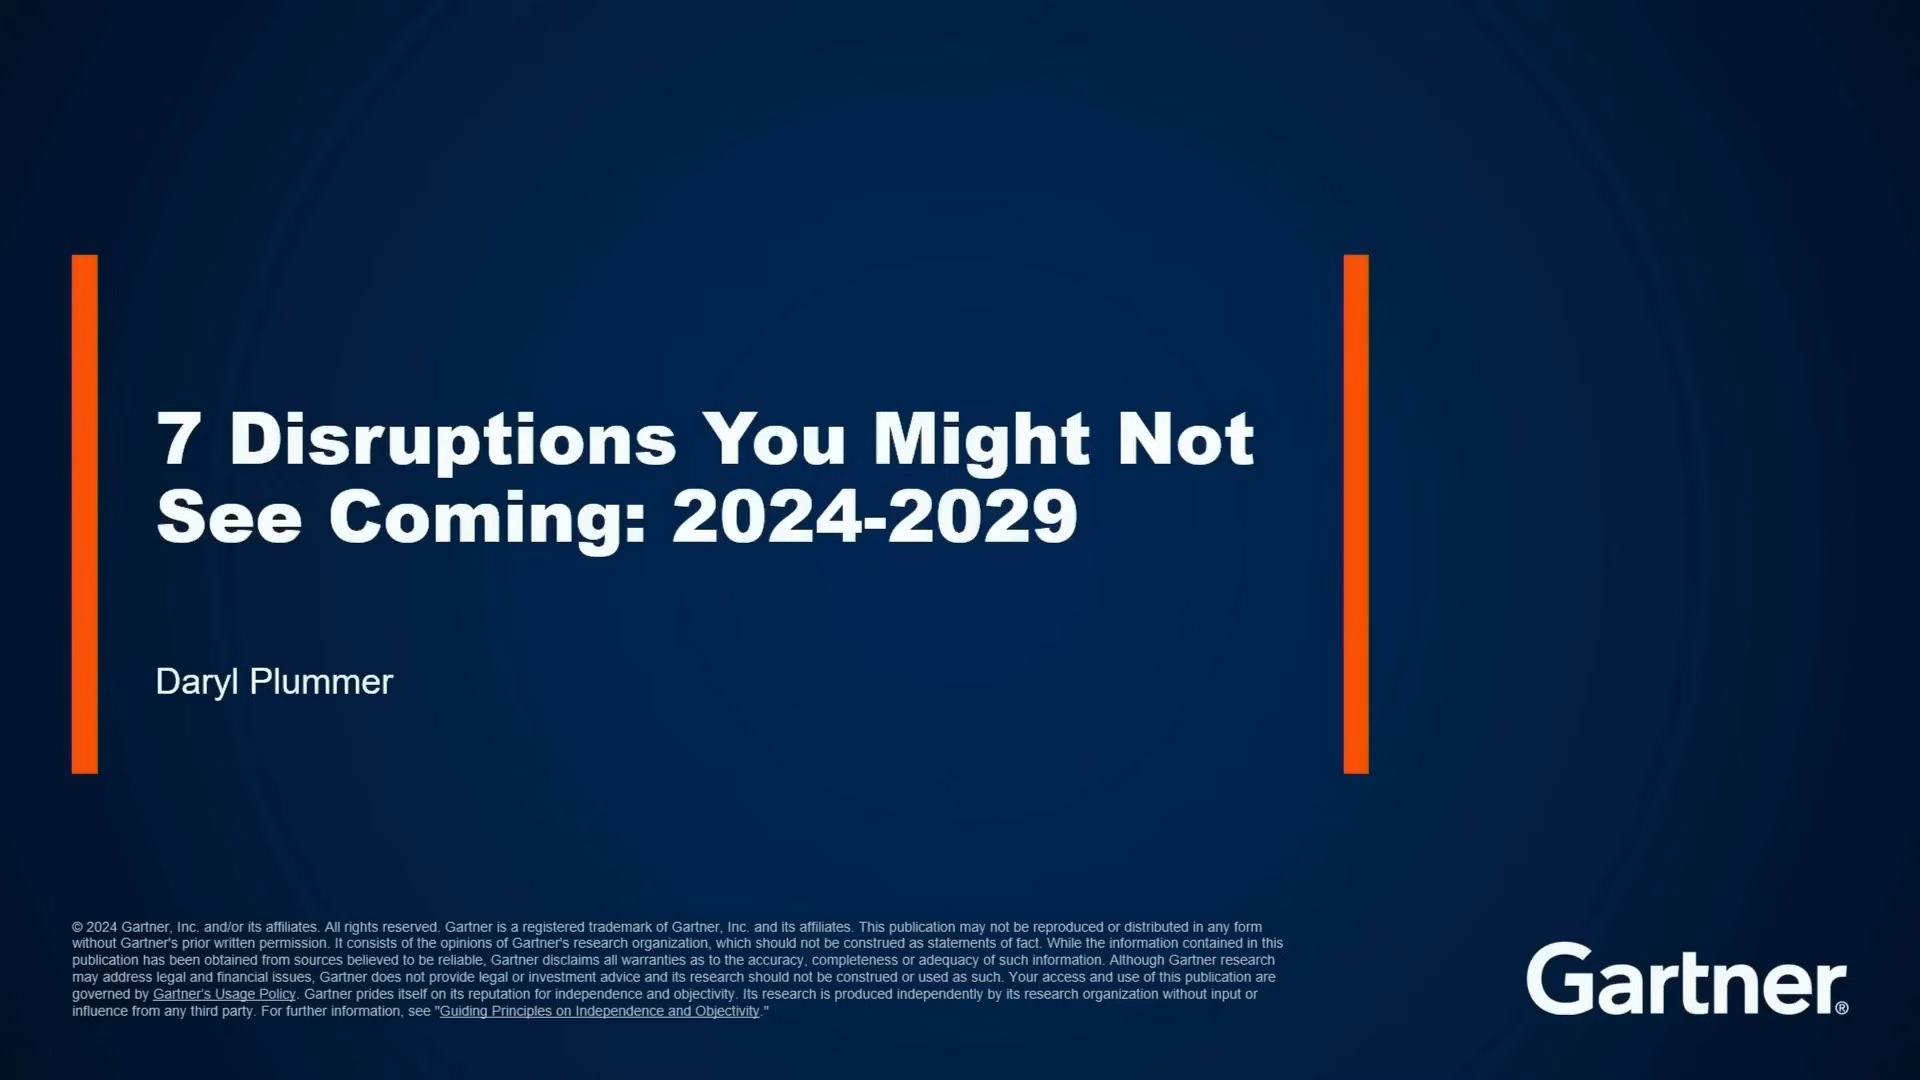 7 Disruptions You Might Not
See Coming: 2024-2029
Daryl Plummer
© 2024 Gartner, Inc. and/or its affiliates. All rights reserved. Gartner is a registered trademark of Gartner, Inc. and its affiliates. This publication may not be reproduced or distributed in any form
without Gartner's prior written permission. It consists of the opinions of Gartner's research organization, which should not be construed as statements of fact. While the information contained in this
publication has been obtained from sources believed to be reliable, Gartner disclaims all warranties as to the accuracy, completeness or adequacy of such information. Although Gartner research
may address legal and financial issues, Gartner does not provide legal or investment advice and its research should not be construed or used as such. Your access and use of this publication are
governed by Gartner's Usage Policy. Gartner prides itself on its reputation for independence and objectivity. Its research is produced independently by its research organization without input or
influence from any third party. For further information, see "Guiding Principles on Independence and Objectivity."
Gartner®